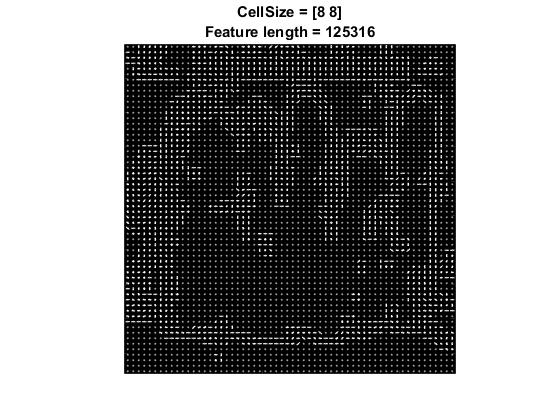 CellSize = [8 8]
Feature length = 125316